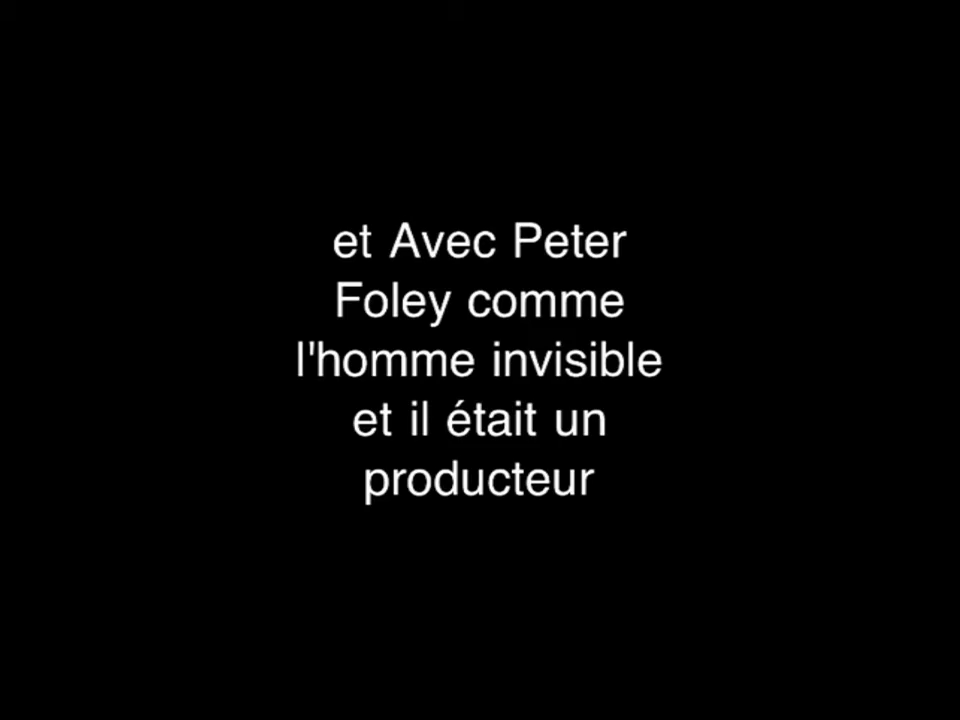 et Avec Peter
Foley comme
l'homme invisible
et il était un
producteur